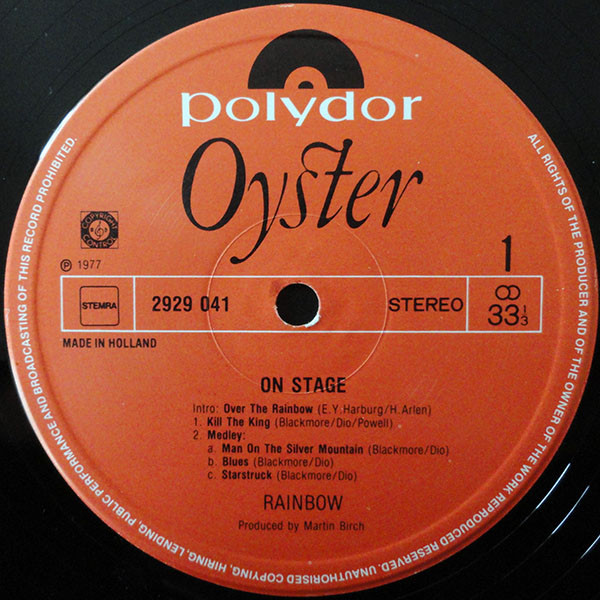 polydor
Oyster
COPYRIGHT CONTROL
℗ 1977
1
STEMRA
2929 041
STEREO
33 1/3
MADE IN HOLLAND
ON STAGE
Intro: Over The Rainbow (E.Y. Harburg/H. Arlen)
1. Kill The King (Blackmore/Dio/Powell)
2. Medley:
a. Man On The Silver Mountain (Blackmore/Dio)
b. Blues (Blackmore/Dio)
c. Starstruck (Blackmore/Dio)
RAINBOW
Produced by Martin Birch
ALL RIGHTS OF THE PRODUCER AND OF THE OWNER OF THE WORK REPRODUCED RESERVED. UNAUTHORISED COPYING, HIRING, LENDING, PUBLIC PERFORMANCE AND BROADCASTING OF THIS RECORD PROHIBITED.